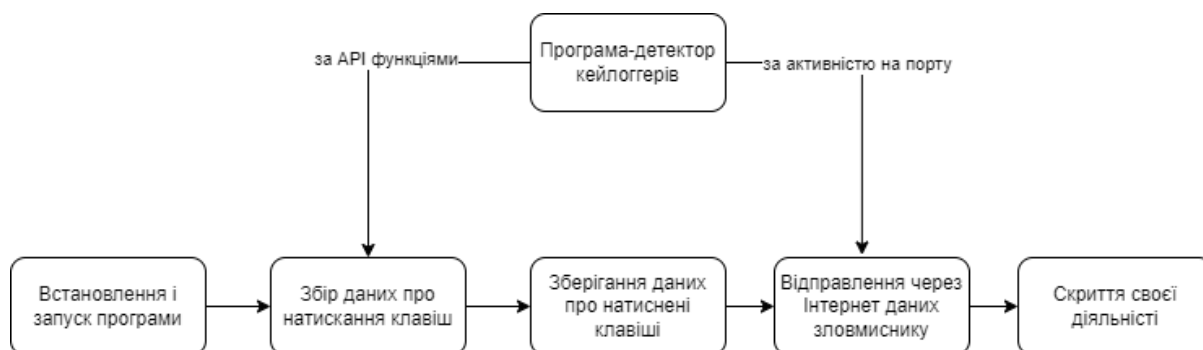 Програма-детектор
кейлоггерів
за API функціями
за активністю на порту
Встановлення і
запуск програми
Збір даних про
натискання клавіш
Зберігання даних
про натиснені
клавіші
Відправлення через
Інтернет даних
зловмиснику
Скриття своєї
діяльності